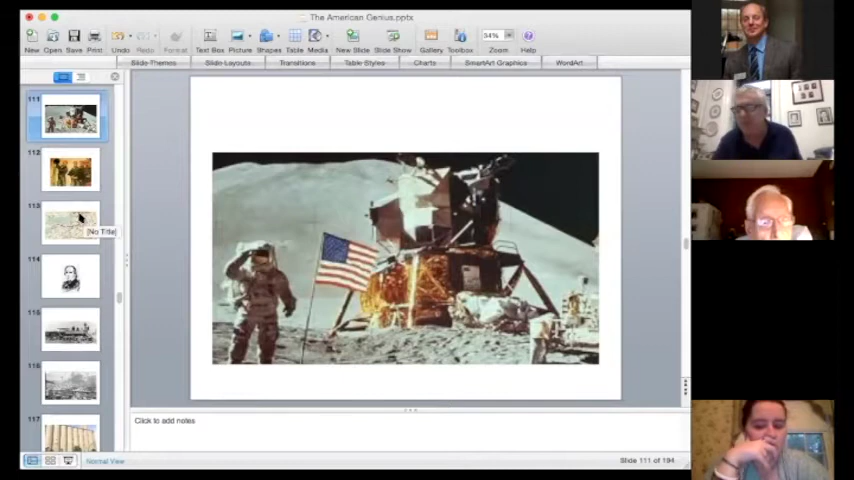 The American Genius.pptx
New Open Save Print Undo Redo Format Text Box Picture Shapes Table Media New Slide Slide Show Gallery Toolbox Zoom Help
54%
Slide Themes Slide Layouts Transitions Table Styles Charts SmartArt Graphics WordArt
111
112
113
[No Title]
114
115
116
117
Click to add notes
Normal View
Slide 111 of 194